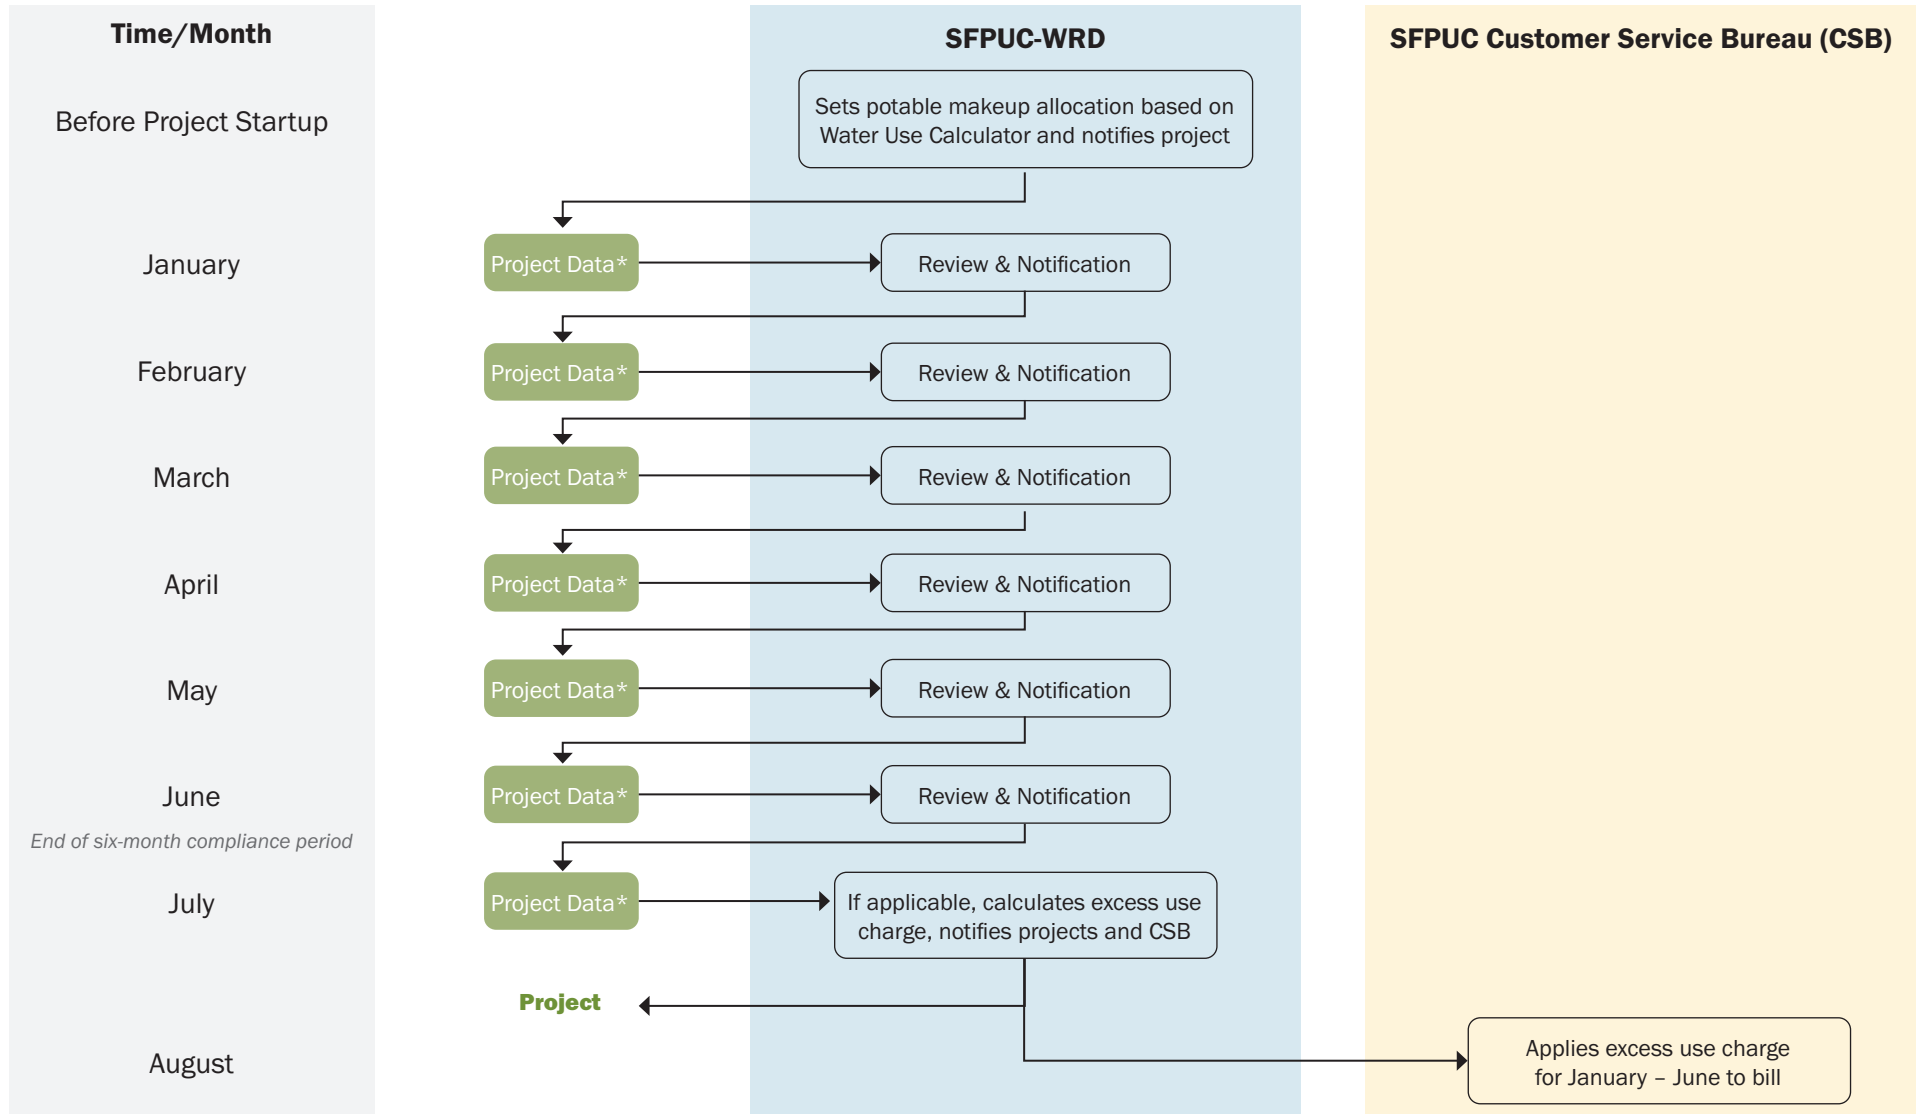 Time/Month
SFPUC-WRD
SFPUC Customer Service Bureau (CSB)
Before Project Startup
Sets potable makeup allocation based on
Water Use Calculator and notifies project
January
Project Data*
Review & Notification
February
Project Data*
Review & Notification
March
Project Data*
Review & Notification
April
Project Data*
Review & Notification
May
Project Data*
Review & Notification
June
Project Data*
Review & Notification
End of six-month compliance period
July
Project Data*
If applicable, calculates excess use
charge, notifies projects and CSB
Project
August
Applies excess use charge
for January – June to bill